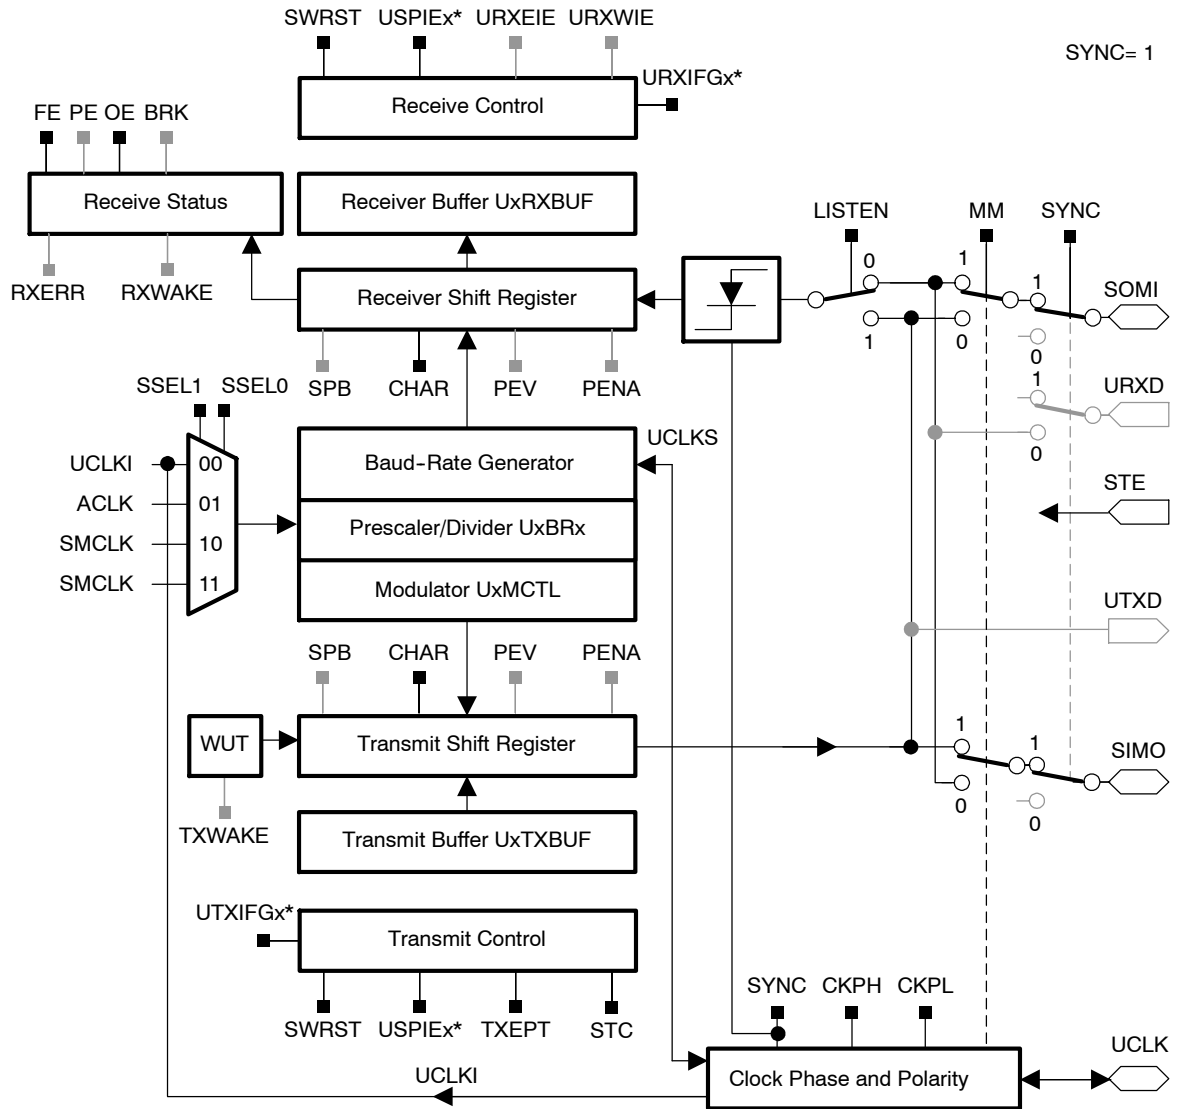 SWRST USPIEx* URXEIE URXWIE
SYNC= 1
URXIFGx*
Receive Control
FE PE OE BRK
Receive Status
Receiver Buffer UxRXBUF
LISTEN MM SYNC
0 1 1
SOMI
RXERR RXWAKE
Receiver Shift Register
1 0 0
SPB CHAR PEV PENA
1
URXD
SSEL1 SSEL0
UCLKS
0
UCLKI 00
Baud-Rate Generator
ACLK 01
STE
Prescaler/Divider UxBRx
SMCLK 10
SMCLK 11
Modulator UxMCTL
UTXD
SPB CHAR PEV PENA
WUT
Transmit Shift Register
1 1
SIMO
0 0
TXWAKE
Transmit Buffer UxTXBUF
UTXIFGx*
Transmit Control
SYNC CKPH CKPL
SWRST USPIEx* TXEPT STC
UCLK
UCLKI
Clock Phase and Polarity